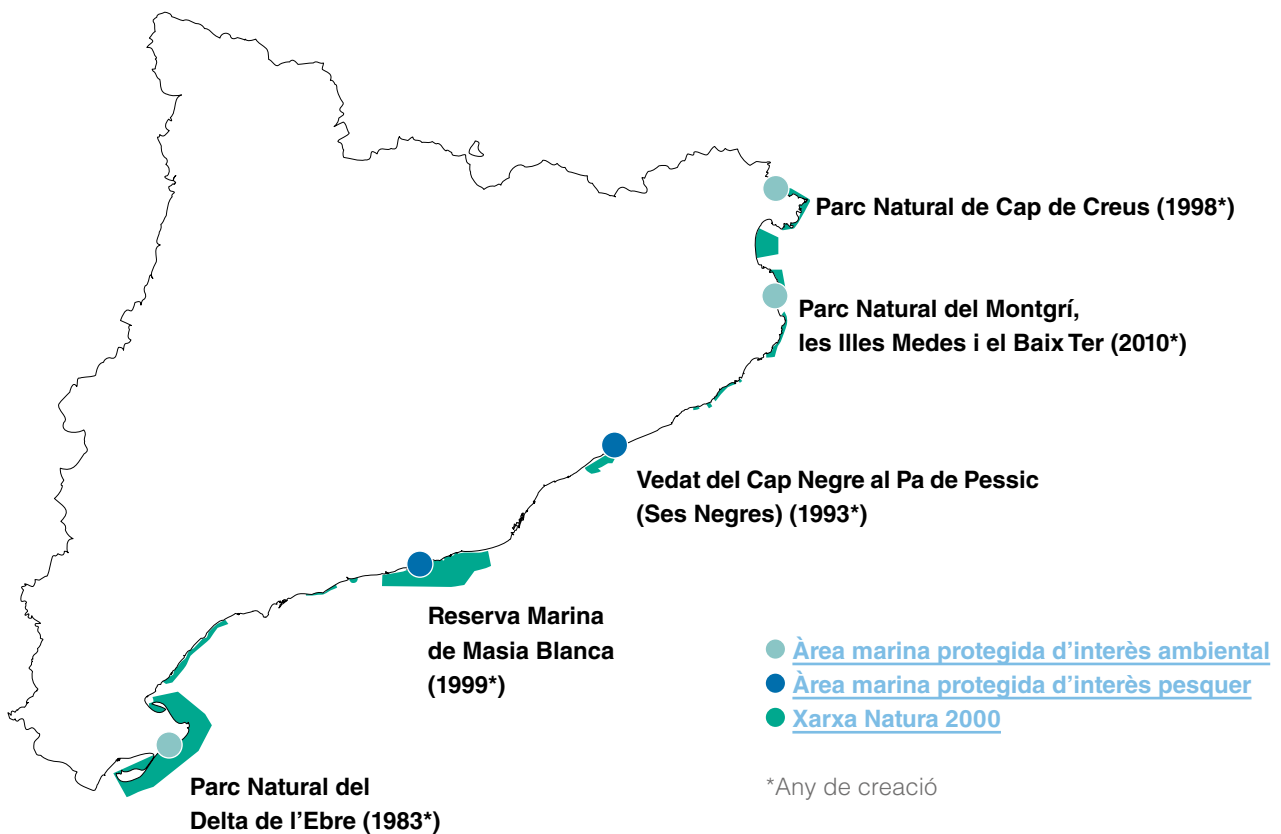 Parc Natural de Cap de Creus (1998*)
Parc Natural del Montgrí,
les Illes Medes i el Baix Ter (2010*)
Vedat del Cap Negre al Pa de Pessic
(Ses Negres) (1993*)
Reserva Marina
de Masia Blanca
(1999*)
Parc Natural del
Delta de l’Ebre (1983*)
Àrea marina protegida d’interès ambiental
Àrea marina protegida d’interès pesquer
Xarxa Natura 2000
*Any de creació